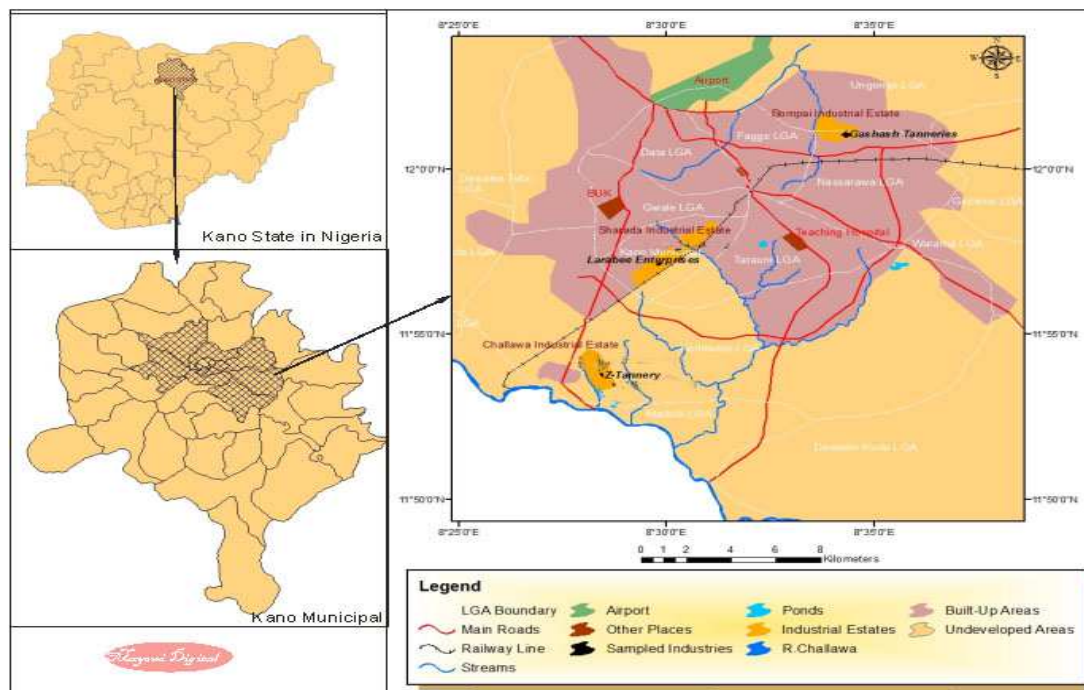 Kano State in Nigeria
Kano Municipal
8°25'0"E
8°30'0"E
8°35'0"E
Airport
Ungongo LGA
Bompai Industrial Estate
Gashash Tanneries
Fagge LGA
Dala LGA
12°0'0"N
12°0'0"N
Nassarawa LGA
BUK
Gwale LGA
Sharada Industrial Estate
Teaching Hospital
Larabee Enterprises
Tarauni LGA
11°55'0"N
11°55'0"N
Challawa Industrial Estate
Z-Tannery
11°50'0"N
11°50'0"N
8°25'0"E
8°30'0"E
8°35'0"E
0 1 2 4 6 8
Kilometers
Legend
LGA Boundary
Airport
Ponds
Built-Up Areas
Main Roads
Other Places
Industrial Estates
Undeveloped Areas
Railway Line
Sampled Industries
R.Challawa
Streams